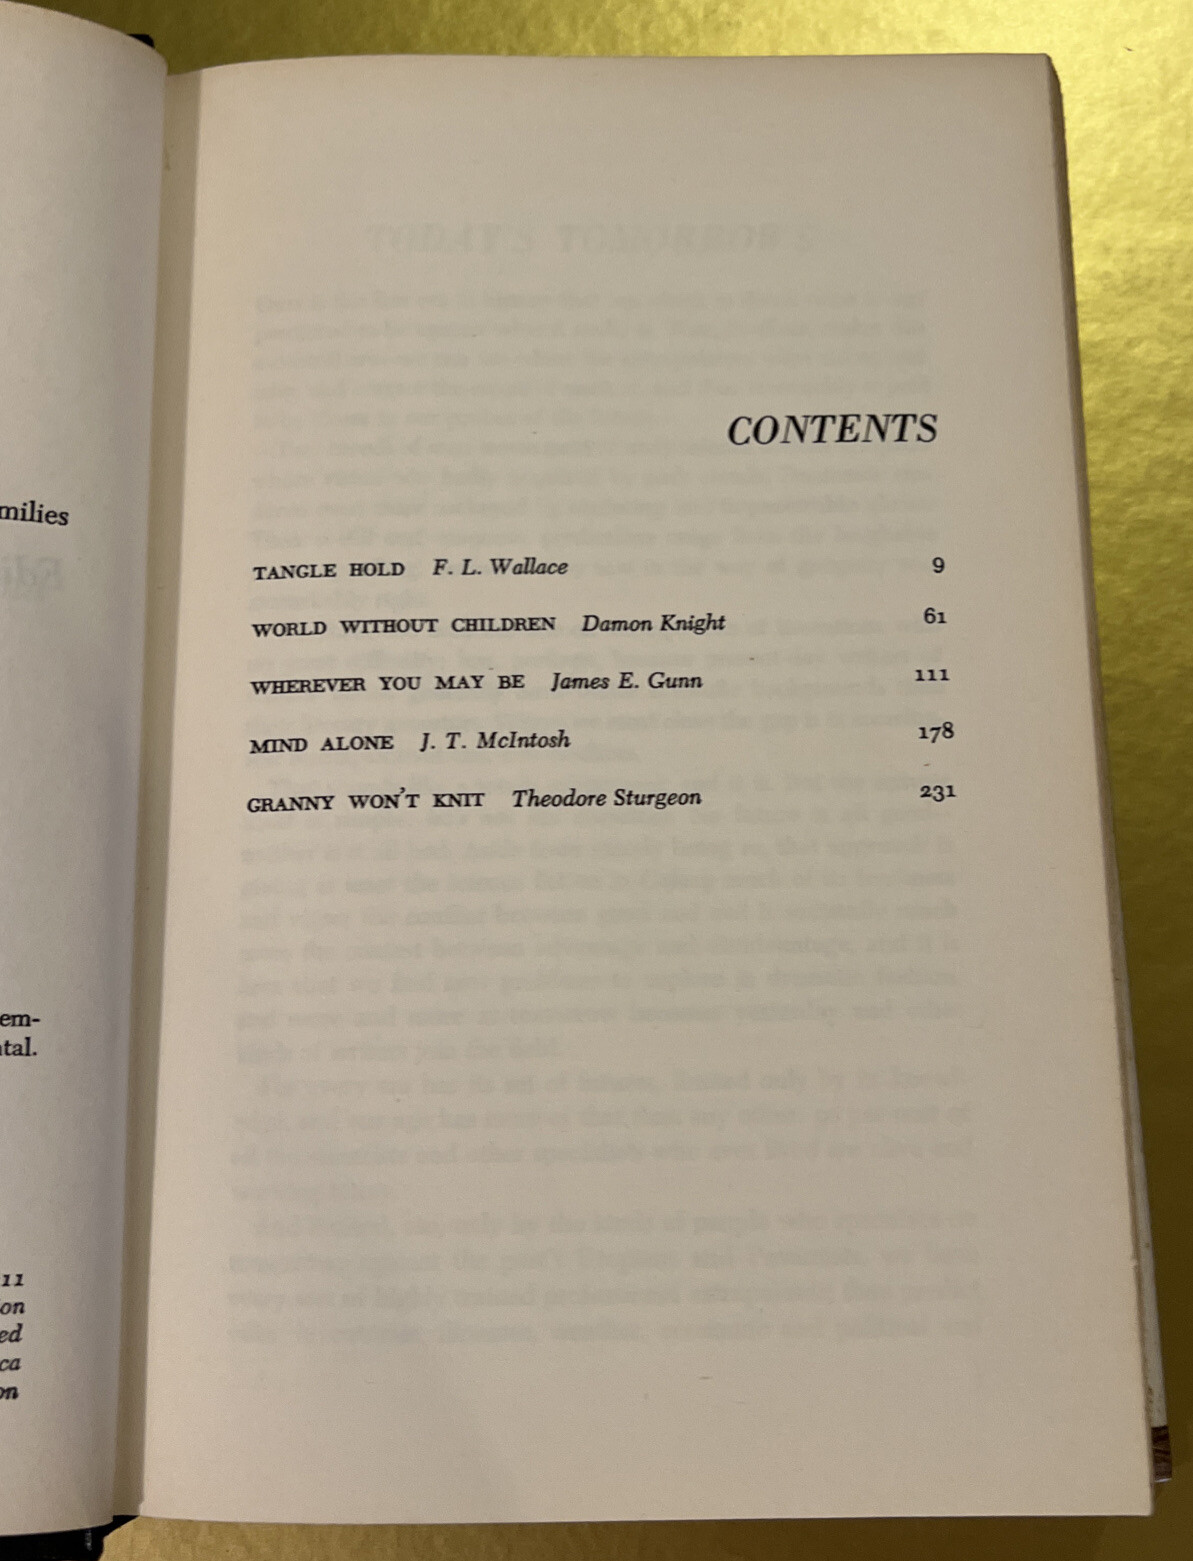 milies
em-
tal.
11
on
ed
ca
on
CONTENTS
TANGLE HOLD F. L. Wallace 9
WORLD WITHOUT CHILDREN Damon Knight 61
WHEREVER YOU MAY BE James E. Gunn 111
MIND ALONE J. T. McIntosh 178
GRANNY WON'T KNIT Theodore Sturgeon 231